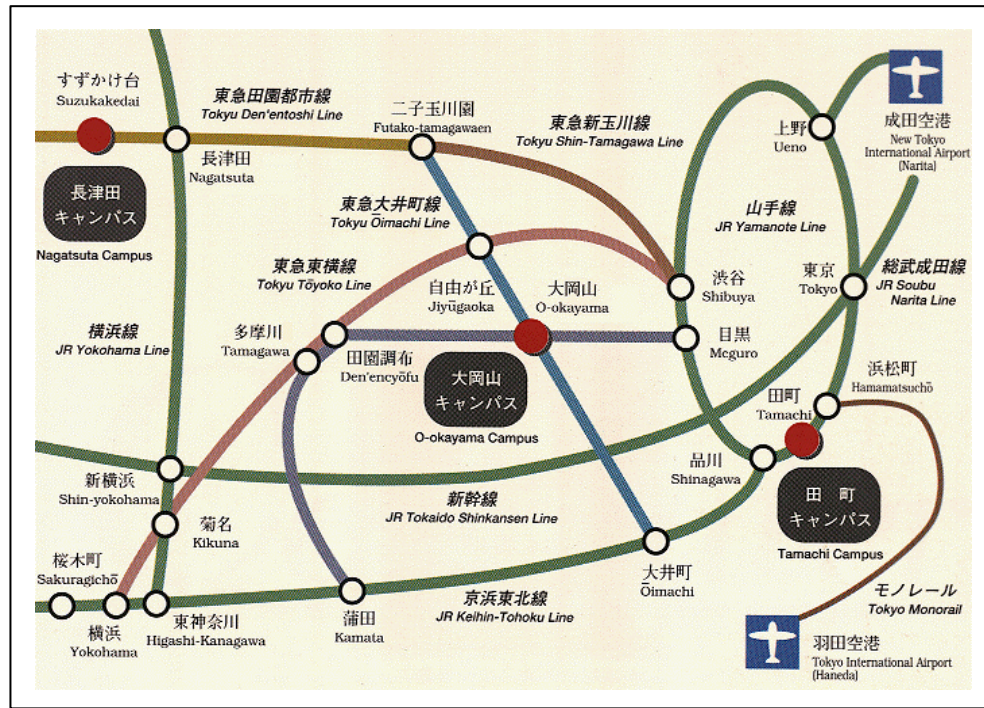 すずかけ台
Suzukakedai
東急田園都市線
Tokyu Den'entoshi Line
二子玉川園
Futako-tamagawaen
東急新玉川線
Tokyu Shin-Tamagawa Line
上野
Ueno
成田空港
New Tokyo
International Airport
(Narita)
長津田
Nagatsuta
長津田
キャンパス
Nagatsuta Campus
東急大井町線
Tokyu Ōimachi Line
山手線
JR Yamanote Line
東急東横線
Tokyu Tōyoko Line
自由が丘
Jiyūgaoka
大岡山
O-okayama
渋谷
Shibuya
東京
Tokyo
総武成田線
JR Soubu
Narita Line
横浜線
JR Yokohama Line
多摩川
Tamagawa
田園調布
Den'encyōfu
目黒
Meguro
大岡山
キャンパス
O-okayama Campus
浜松町
Hamamatsuchō
田町
Tamachi
品川
Shinagawa
新横浜
Shin-yokohama
新幹線
JR Tokaido Shinkansen Line
田 町
キャンパス
Tamachi Campus
菊名
Kikuna
桜木町
Sakuragichō
大井町
Ōimachi
横浜
Yokohama
東神奈川
Higashi-Kanagawa
蒲田
Kamata
京浜東北線
JR Keihin-Tohoku Line
モノレール
Tokyo Monorail
羽田空港
Tokyo International Airport
(Haneda)